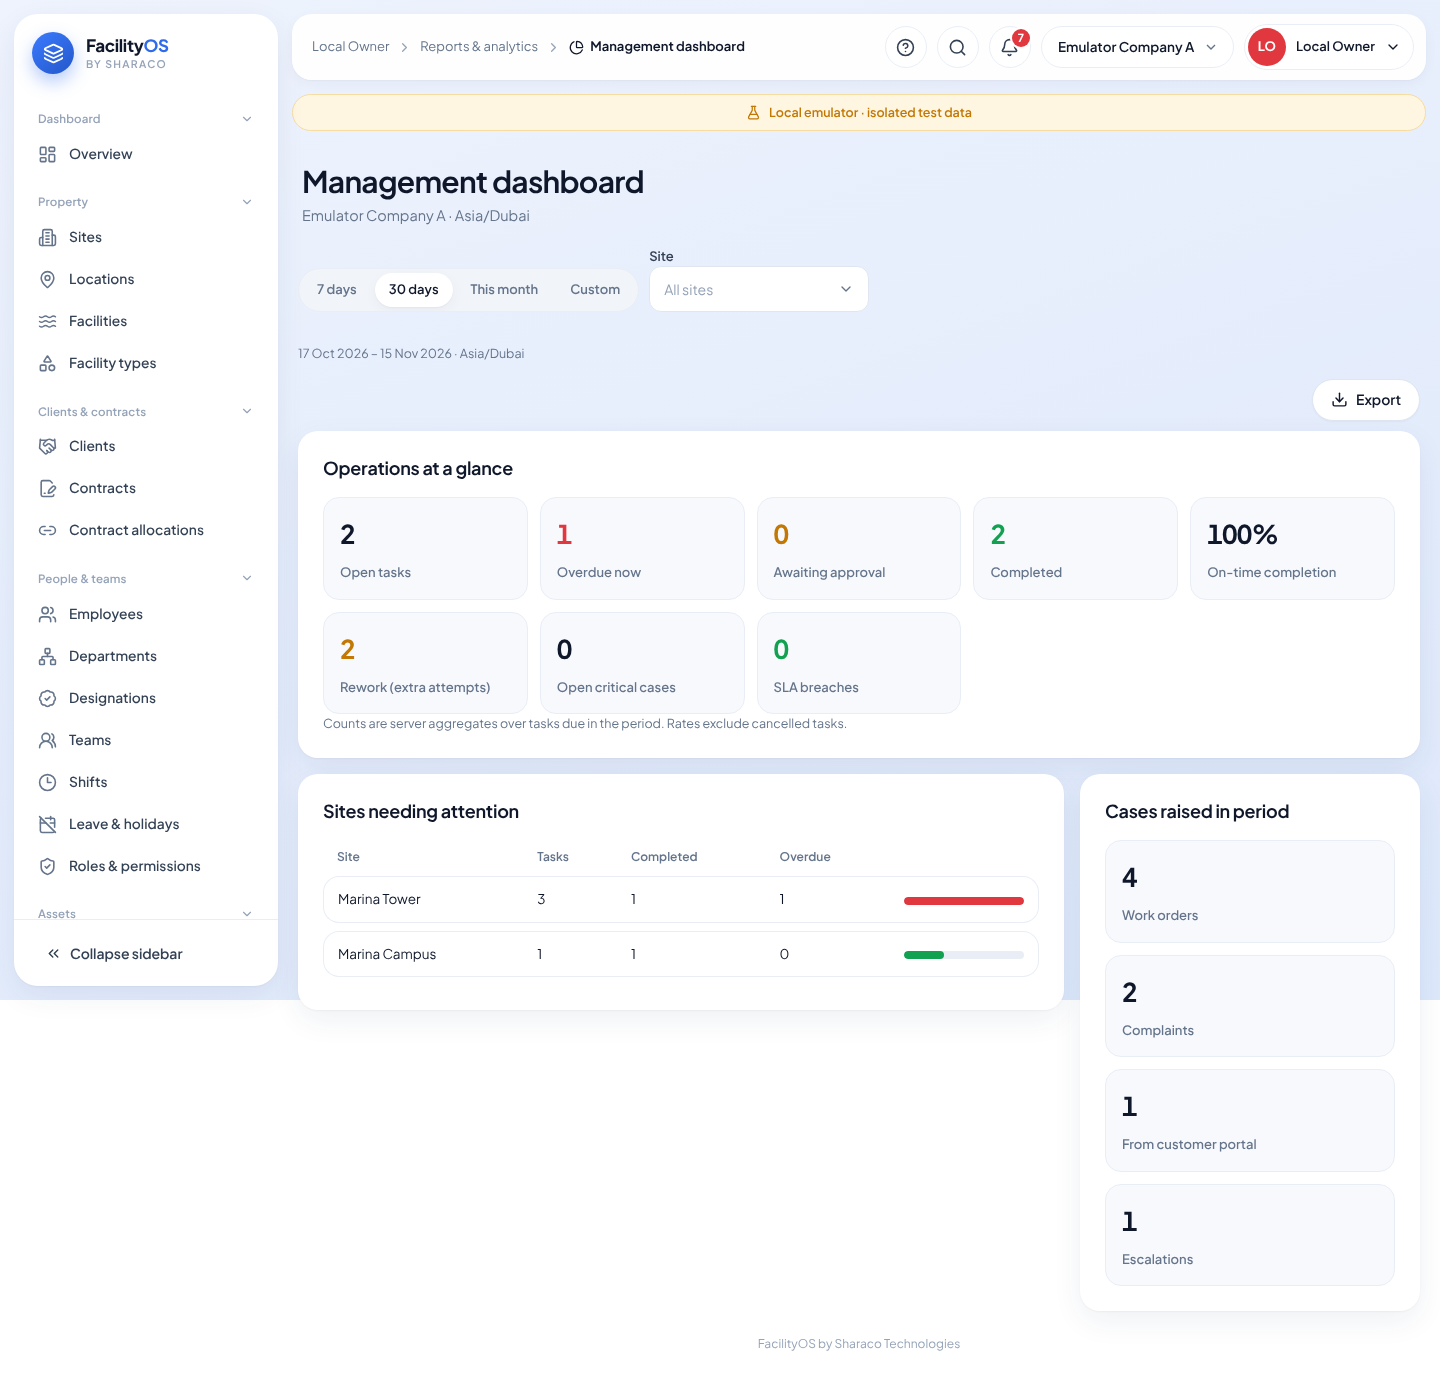 FacilityOS
BY SHARACO
Dashboard
Overview
Property
Sites
Locations
Facilities
Facility types
Clients & contracts
Clients
Contracts
Contract allocations
People & teams
Employees
Departments
Designations
Teams
Shifts
Leave & holidays
Roles & permissions
Assets
Collapse sidebar
Local Owner
Reports & analytics
Management dashboard
7
Emulator Company A
LO
Local Owner
Local emulator · isolated test data
Management dashboard
Emulator Company A · Asia/Dubai
7 days
30 days
This month
Custom
Site
All sites
17 Oct 2026 – 15 Nov 2026 · Asia/Dubai
Export
Operations at a glance
2
Open tasks
1
Overdue now
0
Awaiting approval
2
Completed
100%
On-time completion
2
Rework (extra attempts)
0
Open critical cases
0
SLA breaches
Counts are server aggregates over tasks due in the period. Rates exclude cancelled tasks.
Sites needing attention
Site Tasks Completed Overdue
Marina Tower 3 1 1
Marina Campus 1 1 0
Cases raised in period
4
Work orders
2
Complaints
1
From customer portal
1
Escalations
FacilityOS by Sharaco Technologies